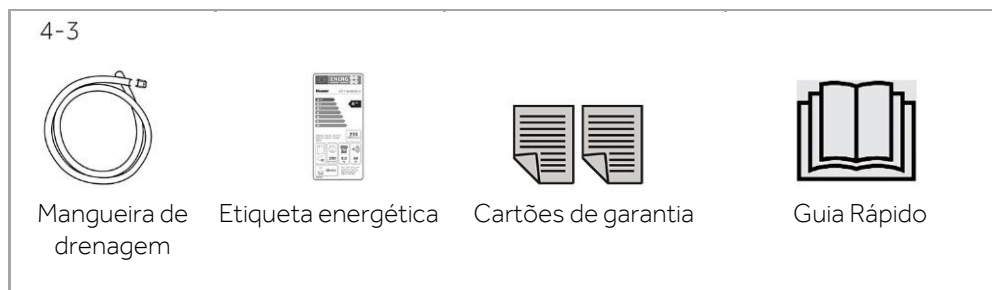 4-3
Mangueira de
drenagem
Etiqueta energética
Cartões de garantia
Guia Rápido